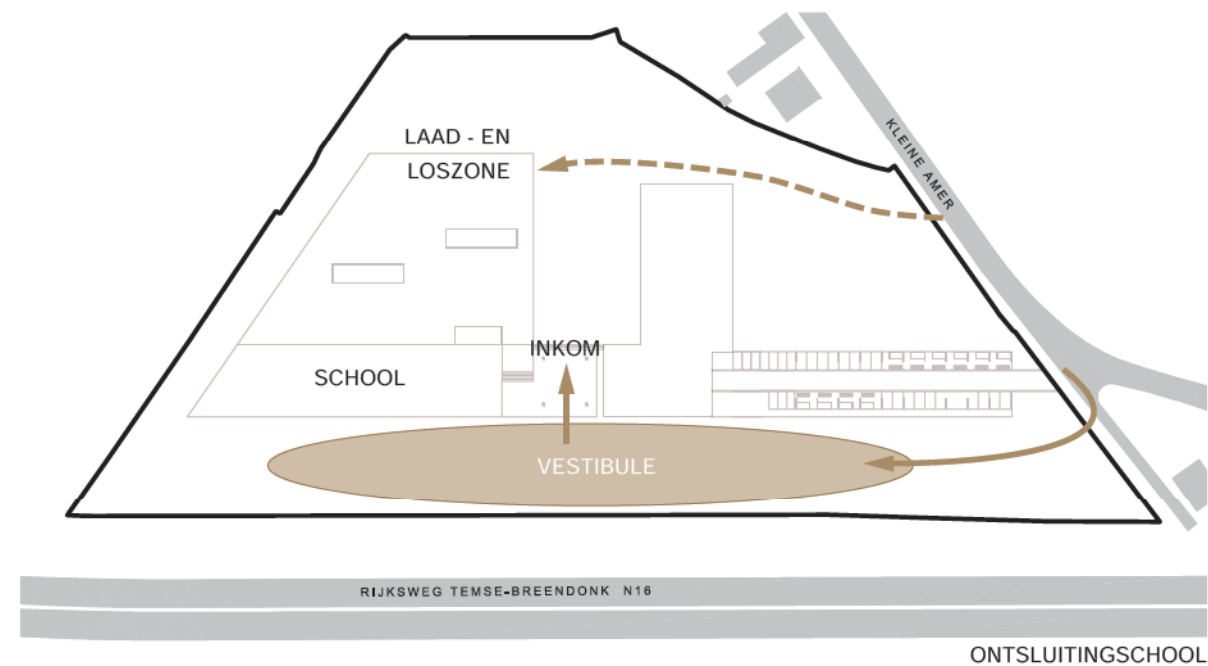 LAAD - EN
LOSZONE
KLEINE AMER
INKOM
SCHOOL
VESTIBULE
RIJKSWEG TEMSE-BREENDONK N16
ONTSLUITINGSCHOOL